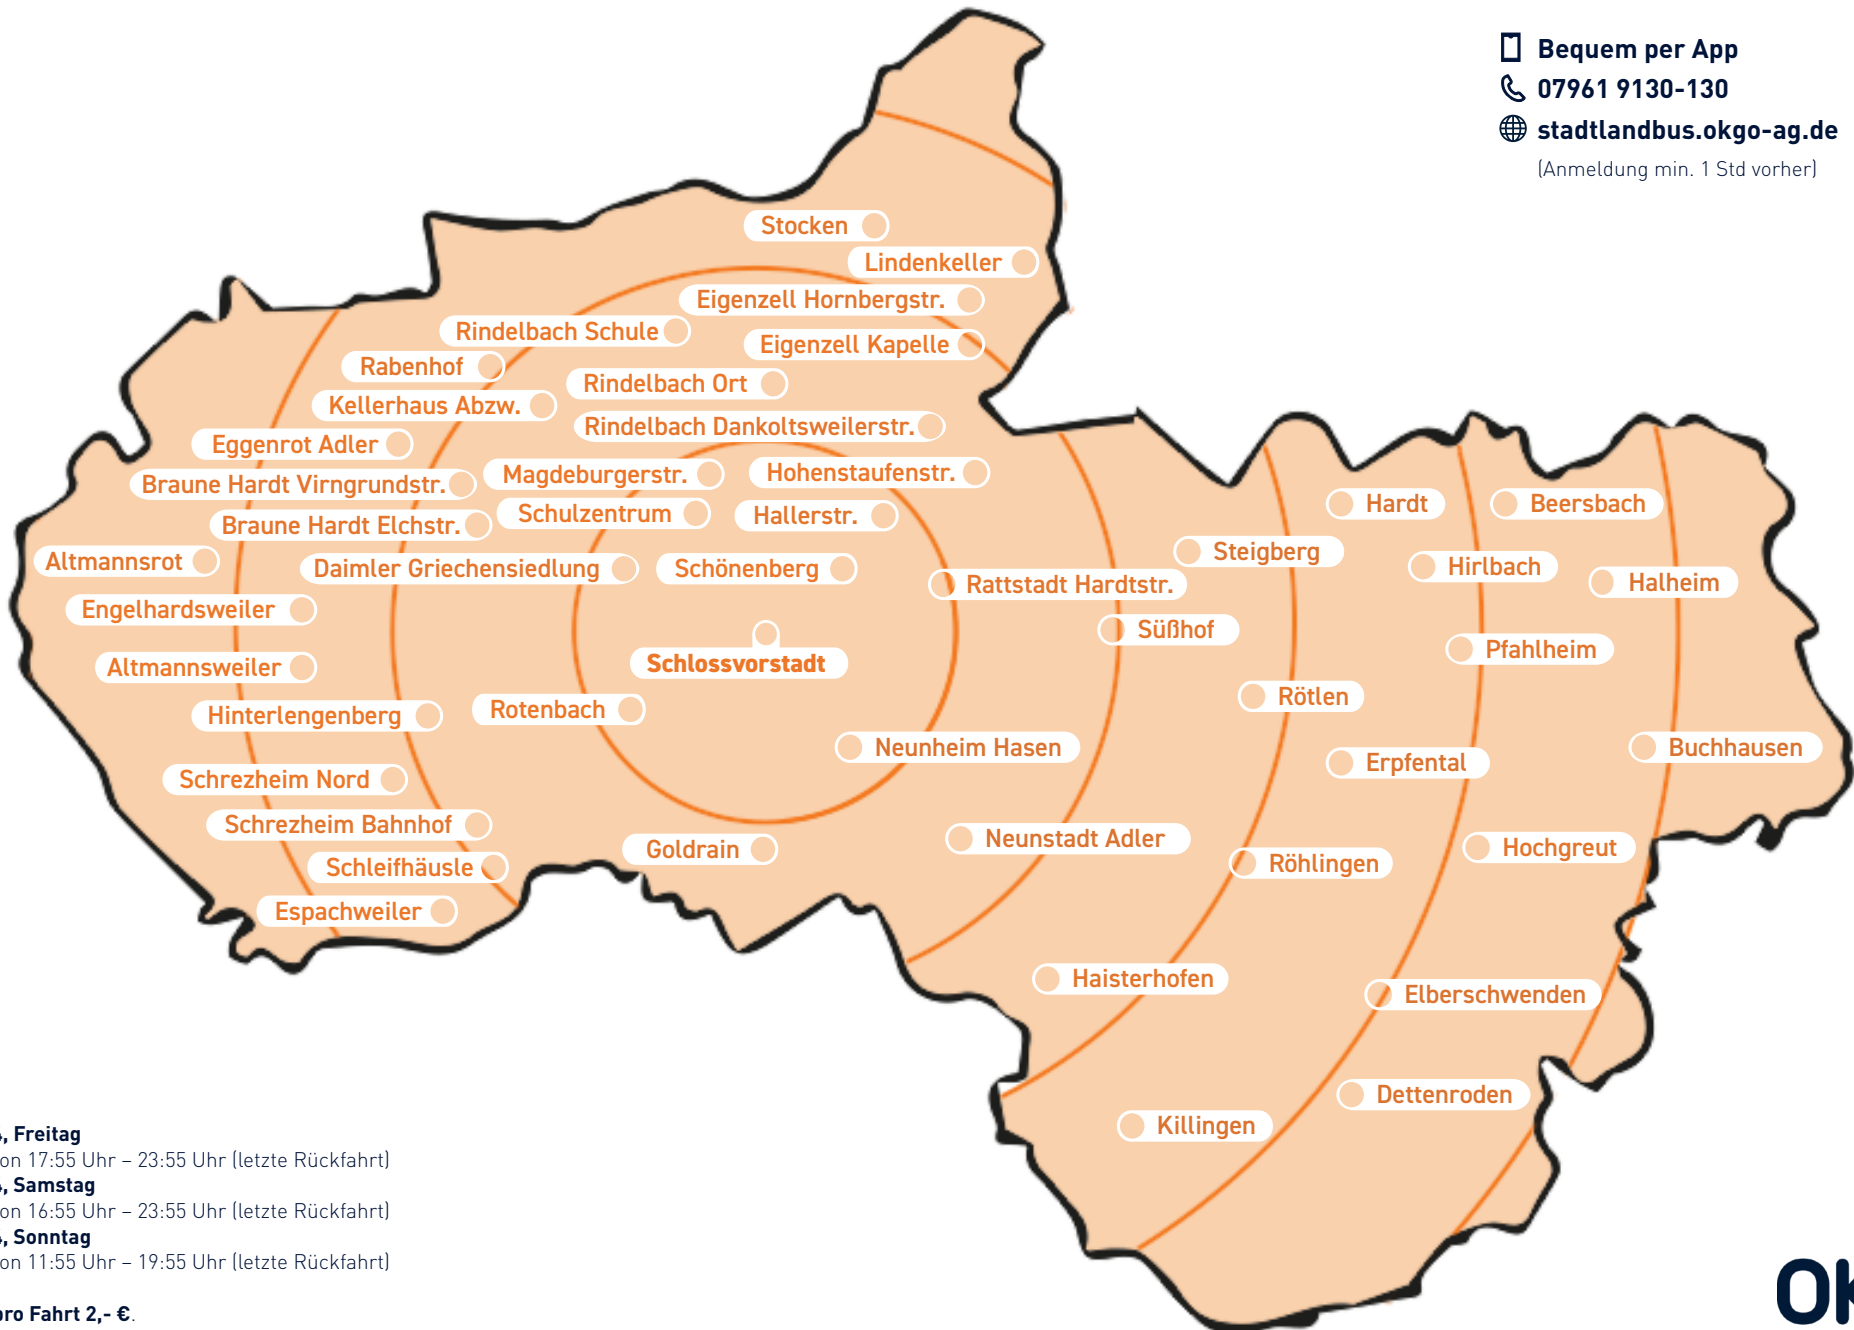 Bequem per App
07961 9130-130
stadtlandbus.okgo-ag.de
(Anmeldung min. 1 Std vorher)
Stocken
Lindenkeller
Eigenzell Hornbergstr.
Rindelbach Schule
Eigenzell Kapelle
Rabenhof
Rindelbach Ort
Kellerhaus Abzw.
Rindelbach Dankoltsweilerstr.
Eggenrot Adler
Magdeburgerstr.
Hohenstaufenstr.
Braune Hardt Virngrundstr.
Schulzentrum
Hallerstr.
Hardt
Beersbach
Braune Hardt Elchstr.
Steigberg
Altmannsrot
Daimler Griechensiedlung
Schönenberg
Hirlbach
Rattstadt Hardtstr.
Halheim
Engelhardsweiler
Süßhof
Pfahlheim
Schlossvorstadt
Altmannsweiler
Rötlen
Hinterlengenberg
Rotenbach
Neunheim Hasen
Buchhausen
Erpfental
Schrezheim Nord
Schrezheim Bahnhof
Neunstadt Adler
Goldrain
Hochgreut
Schleifhäusle
Röhlingen
Espachweiler
Haisterhofen
Elberschwenden
Dettenroden
Killingen
, Freitag
on 17:55 Uhr – 23:55 Uhr (letzte Rückfahrt)
, Samstag
on 16:55 Uhr – 23:55 Uhr (letzte Rückfahrt)
, Sonntag
on 11:55 Uhr – 19:55 Uhr (letzte Rückfahrt)
pro Fahrt 2,- €.
OK